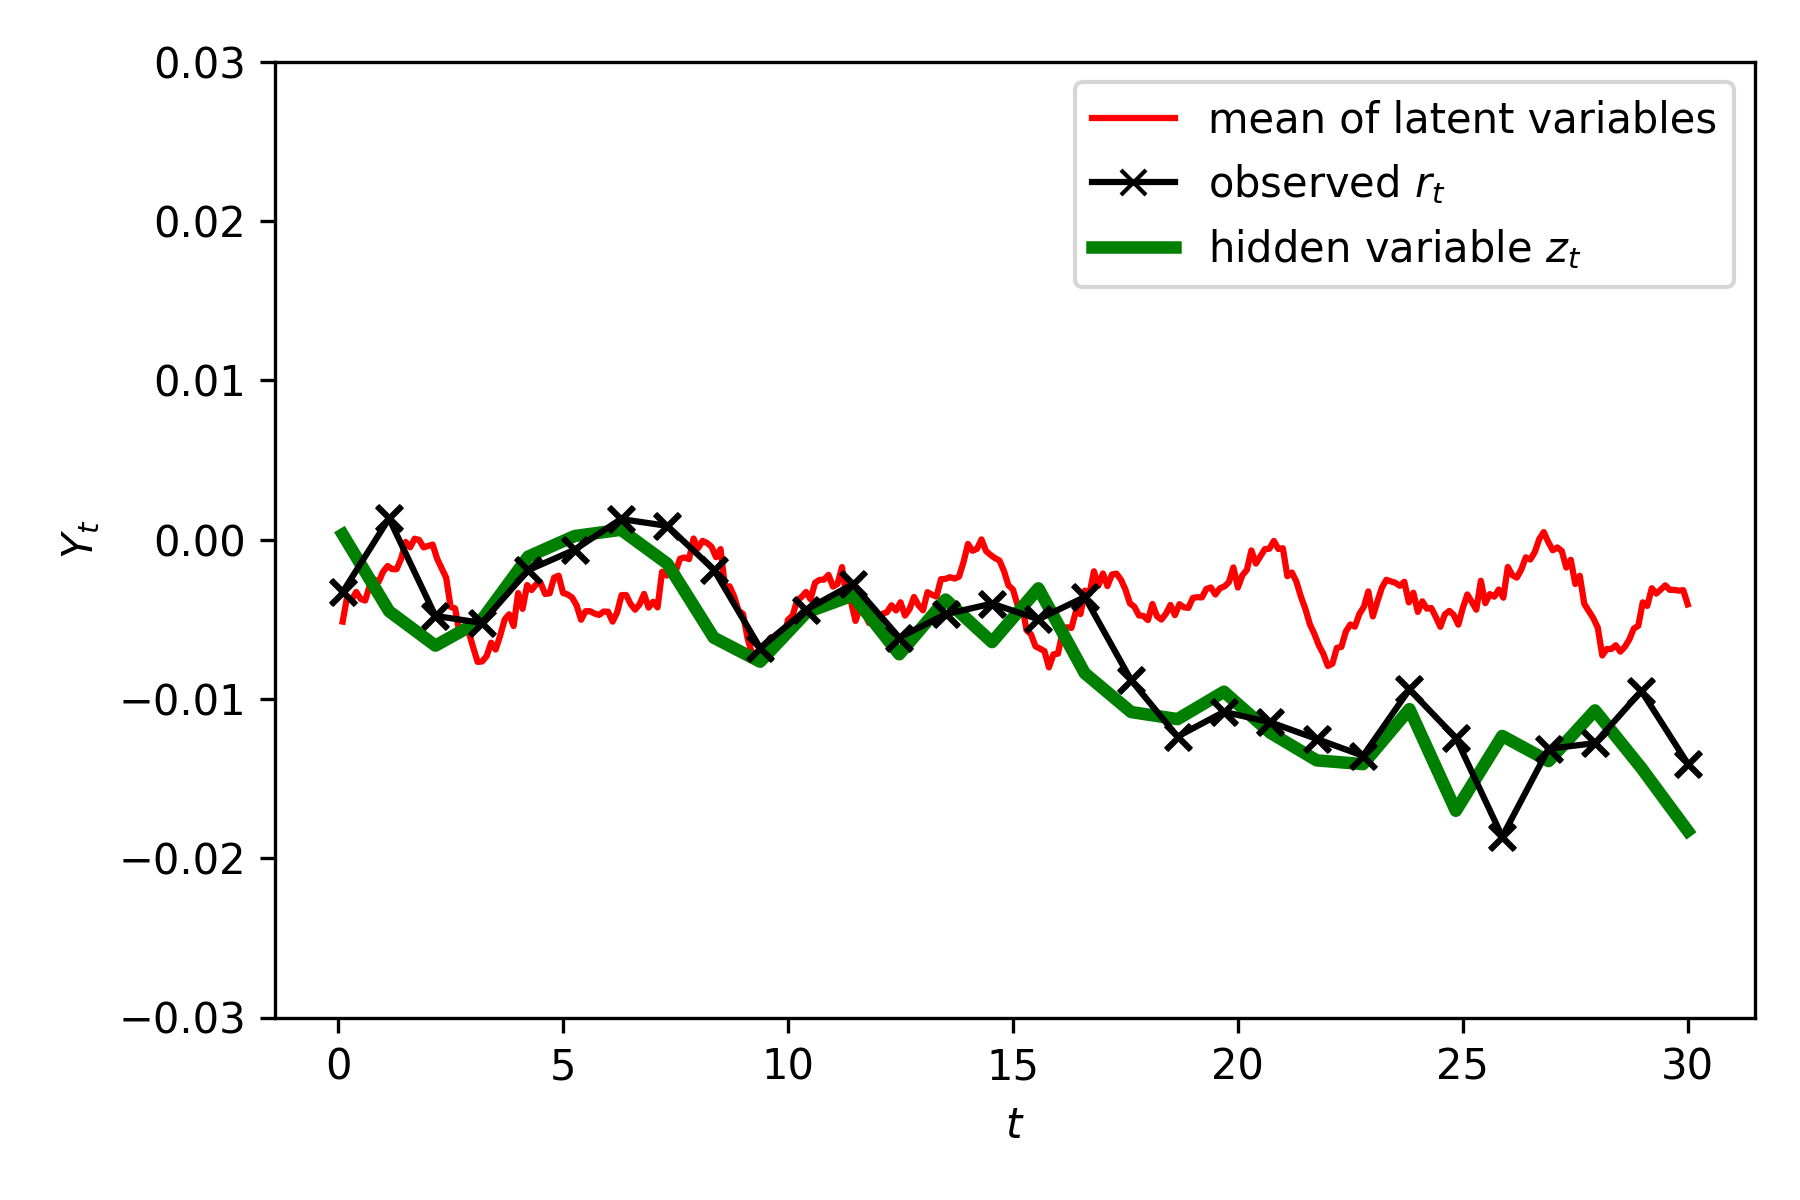 0.03
0.02
0.01
0.00
−0.01
−0.02
−0.03
Y_t
mean of latent variables
observed r_t
hidden variable z_t
0 5 10 15 20 25 30
t